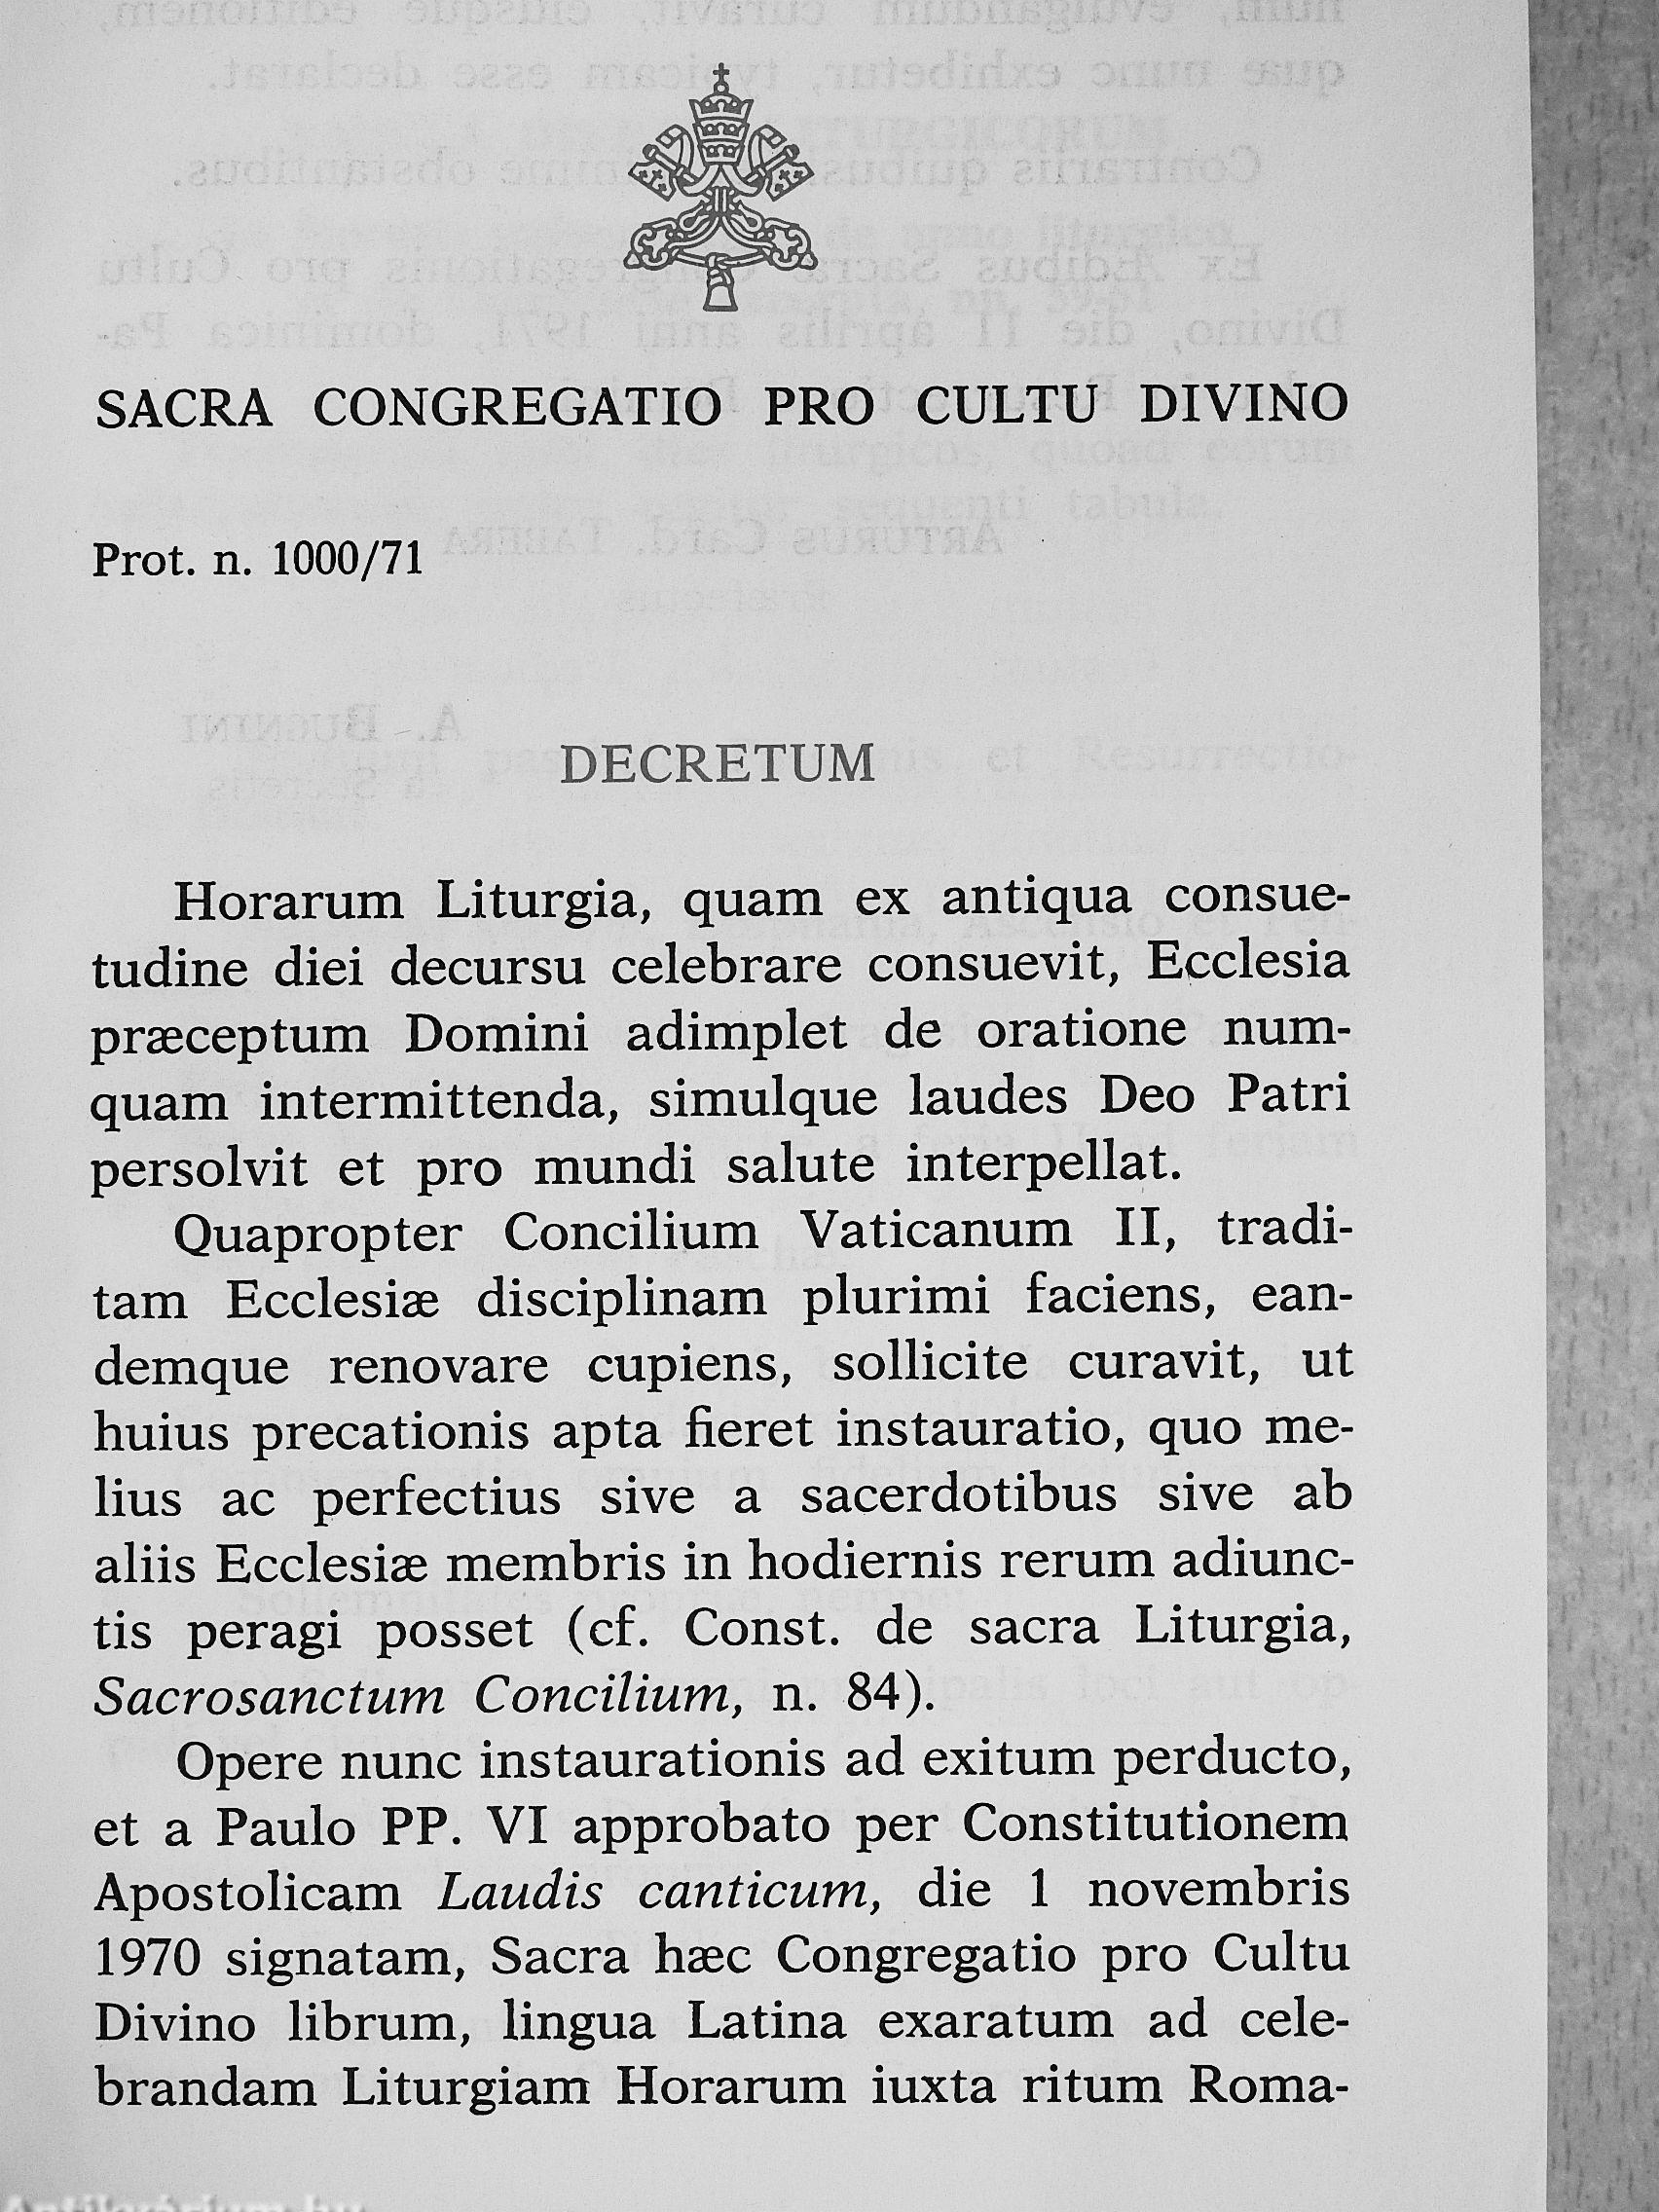 SACRA CONGREGATIO PRO CULTU DIVINO
Prot. n. 1000/71
DECRETUM
Horarum Liturgia, quam ex antiqua consue-
tudine diei decursu celebrare consuevit, Ecclesia
præceptum Domini adimplet de oratione num-
quam intermittenda, simulque laudes Deo Patri
persolvit et pro mundi salute interpellat.
Quapropter Concilium Vaticanum II, tradi-
tam Ecclesiæ disciplinam plurimi faciens, ean-
demque renovare cupiens, sollicite curavit, ut
huius precationis apta fieret instauratio, quo me-
lius ac perfectius sive a sacerdotibus sive ab
aliis Ecclesiæ membris in hodiernis rerum adiunc-
tis peragi posset (cf. Const. de sacra Liturgia,
Sacrosanctum Concilium, n. 84).
Opere nunc instaurationis ad exitum perducto,
et a Paulo PP. VI approbato per Constitutionem
Apostolicam Laudis canticum, die 1 novembris
1970 signatam, Sacra hæc Congregatio pro Cultu
Divino librum, lingua Latina exaratum ad cele-
brandam Liturgiam Horarum iuxta ritum Roma-